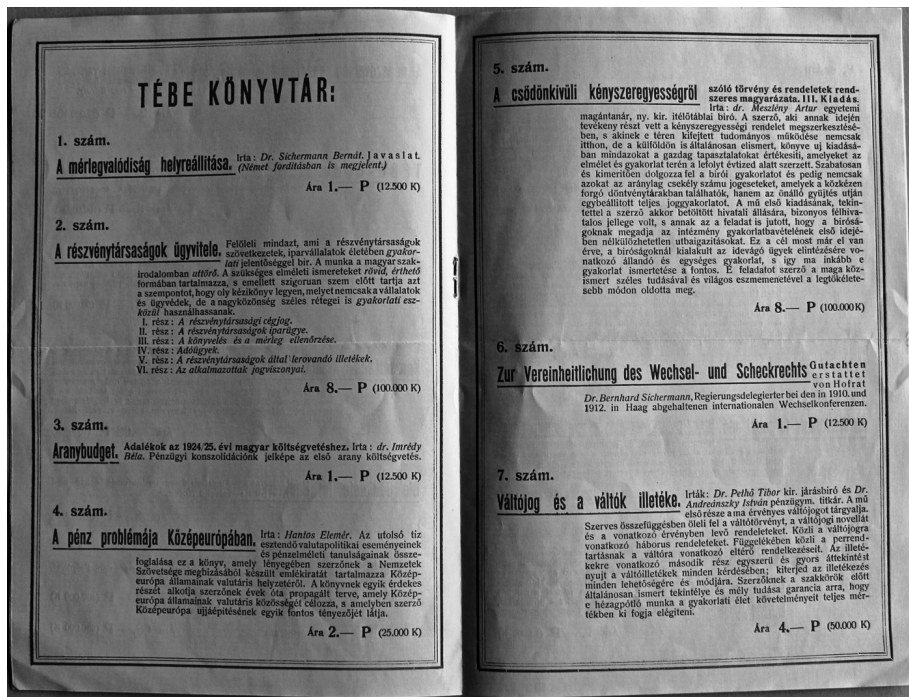 TÉBE KÖNYVTÁR:
1. szám.
A mérlegvalódiság helyreállítása. Irta: Dr. Sichermann Bernát. Javaslat.
(Német fordításban is megjelent.)
Ára 1.— P (12.500 K)
2. szám.
A részvénytársaságok ügyvitele. Felöleli mindazt, ami a részvénytársaságok
szövetkezetek, iparvállalatok életében gyakor-
lati jelentőséggel bir. A munka a magyar szak-
irodalomban uttörő. A szükséges elméleti ismereteket rövid, érthető
formában tartalmazza, s emellett szigoruan szem előtt tartja azt
a szempontot, hogy oly kézikönyv legyen, melyet nemcsak a vállalatok
és ügyvédek, de a nagyközönség széles rétegei is gyakorlati esz-
közül használhassanak.
I. rész: A részvénytársasági cégjog.
II. rész: A részvénytársaságok iparügye.
III. rész: A könyvelés és a mérleg ellenőrzése.
IV. rész: Adóügyek.
V. rész: A részvénytársaságok által lerovandó illetékek.
VI. rész: Az alkalmazottak jogviszonyai.
Ára 8.— P (100.000 K)
3. szám.
Aranybudget. Adalékok az 1924/25. évi magyar költségvetéshez. Irta: dr. Imrédy
Béla. Pénzügyi konszolidációnk jelképe az első arany költségvetés.
Ára 1.— P (12.500 K)
4. szám.
A pénz problémája Középeurópában. Irta: Hantos Elemér. Az utolsó tiz
esztendő valutapolitikai eseményeinek
és pénzelméleti tanulságainak össze-
foglalása ez a könyv, amely lényegében szerzőnek a Nemzetek
Szövetsége megbizásából készült emlékiratát tartalmazza Közép-
európa államainak valutáris helyzetéről. A könyvnek egyik érdekes
részét alkotja szerzőnek évek óta propagált terve, amely Közép-
európa államainak valutáris közösségét célozza, s amelyben szerző
Középeurópa ujjáépítésének egyik fontos tényezőjét látja.
Ára 2.— P (25.000 K)
5. szám.
A csődönkivüli kényszeregyességről szóló törvény és rendeletek rend-
szeres magyarázata. III. Kiadás.
Irta: dr. Meszlény Artur egyetemi
magántanár, ny. kir. itélőtáblai biró. A szerző, aki annak idején
tevékeny részt vett a kényszeregyességi rendelet megszerkesztésé-
ben, s akinek e téren kifejtett tudományos működése nemcsak
itthon, de a külföldön is általánosan elismert, könyve uj kiadásá-
ban mindazokat a gazdag tapasztalatokat értékesiti, amelyeket az
elmélet és gyakorlat terén a lefolyt évtized alatt szerzett. Szabatosan
és kimeritően dolgozza fel a birói gyakorlatot és pedig nemcsak
azokat az aránylag csekély számu jogeseteket, amelyek a közkézen
forgó döntvénytárakban találhatók, hanem az önálló gyüjtés utján
egybeállitott teljes joggyakorlatot. A mű első kiadásának, tekin-
tettel a szerző akkor betöltött hivatali állására, bizonyos félhiva-
talos jellege volt, s annak az a feladat is jutott, hogy a biróså-
goknak megadja az intézmény gyakorlatbavételének első idejé-
ben nélkülözhetetlen utbaigazitásokat. Ez a cél most már el van
érve, a biróságoknál kialakult az idevágó ügyek elintézésére vo-
natkozó állandó és egységes gyakorlat, s igy ma inkább e
gyakorlat ismertetése a fontos. E feladatot szerző a maga köz-
ismert széles tudásával és világos eszmemenetével a legtökélete-
sebb módon oldotta meg.
Ára 8.— P (100.000 K)
6. szám.
Zur Vereinheitlichung des Wechsel- und Scheckrechts Gutachten
erstattet
von Hofrat
Dr. Bernhard Sichermann, Regierungsdelegierter bei den in 1910. und
1912. in Haag abgehaltenen internationalen Wechselkonferenzen.
Ára 1.— P (12.500 K)
7. szám.
Váltójog és a váltók illetéke. Irták: Dr. Pethő Tibor kir. járásbiró és Dr.
Andreánszky István pénzügym. titkár. A mű
első része a ma érvényes váltójogot tárgyalja.
Szerves összefüggésben öleli fel a váltótörvényt, a váltójogi novellát
és a vonatkozó érvényben levő rendeleteket. Közli a váltójogra
vonatkozó háborus rendeleteket. Függelékében közli a perrend-
tartásnak a váltóra vonatkozó eltérő rendelkezéseit. Az illeté-
kekre vonatkozó második rész egyszerű és gyors áttekintést
nyujt a váltóilletékek minden kérdésében; kiterjed az illetékezés
minden lehetőségére és módjára. Szerzőknek a szakkörök előtt
általánosan ismert tekintélye és mély tudása garancia arra, hogy
e hézagpótló munka a gyakorlati élet követelményeit teljes mér-
tékben ki fogja elégiteni.
Ára 4.— P (50.000 K)